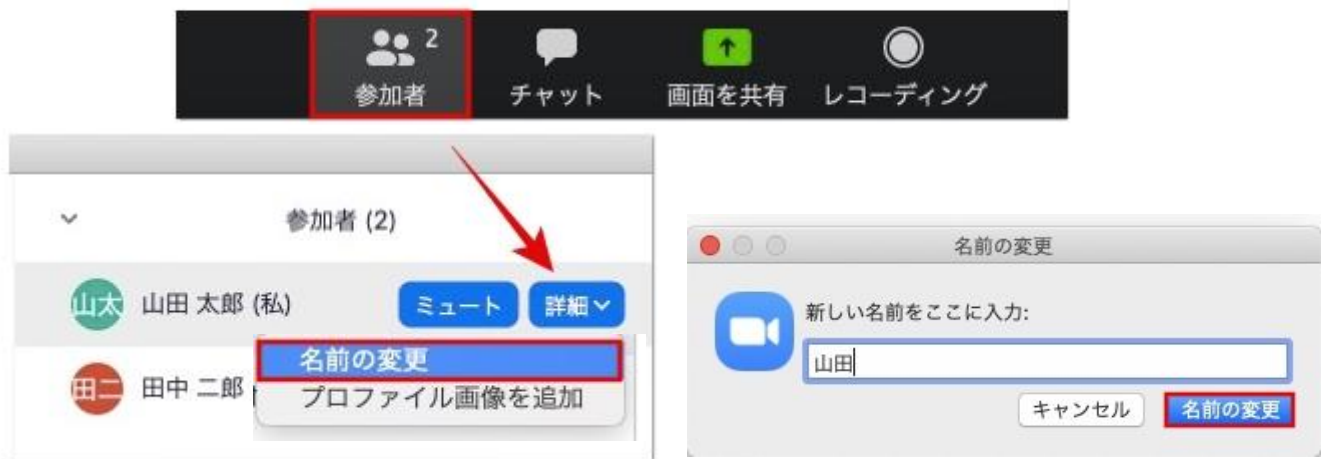 2
参加者
チャット
画面を共有
レコーディング
参加者 (2)
山太
山田 太郎 (私)
ミュート
詳細
名前の変更
田二
田中 二郎
プロファイル画像を追加
名前の変更
新しい名前をここに入力:
山田
キャンセル
名前の変更